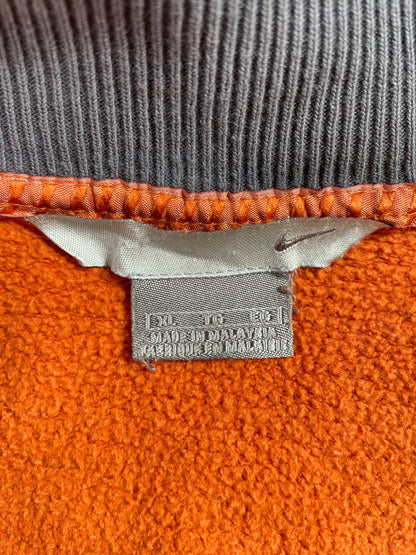 XL TG EG
MADE IN MALAYSIA
FABRIQUE EN MALAISIE